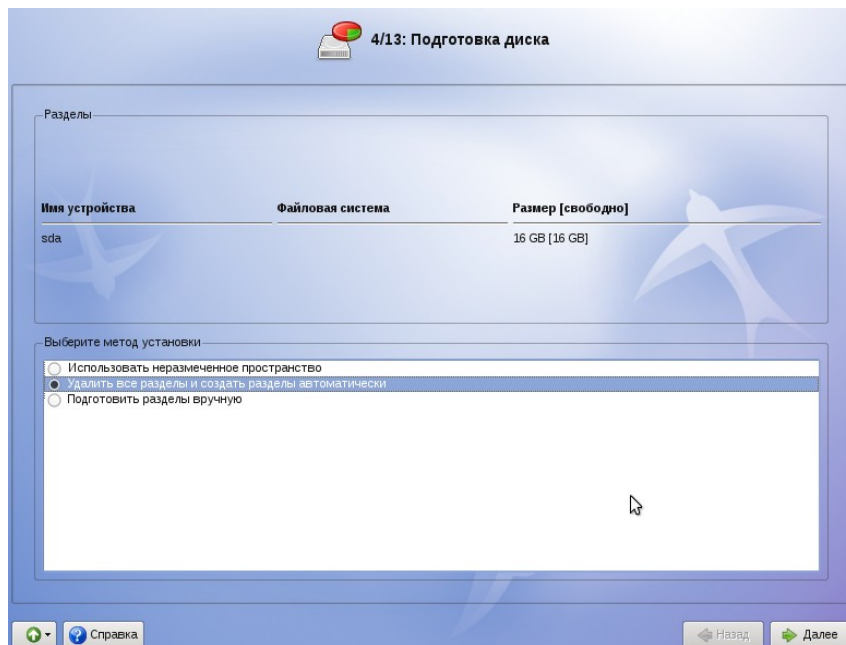 4/13: Подготовка диска
Разделы
Имя устройства Файловая система Размер [свободно]
sda 16 GB [16 GB]
Выберите метод установки
Использовать неразмеченное пространство
Удалить все разделы и создать разделы автоматически
Подготовить разделы вручную
Справка Назад Далее